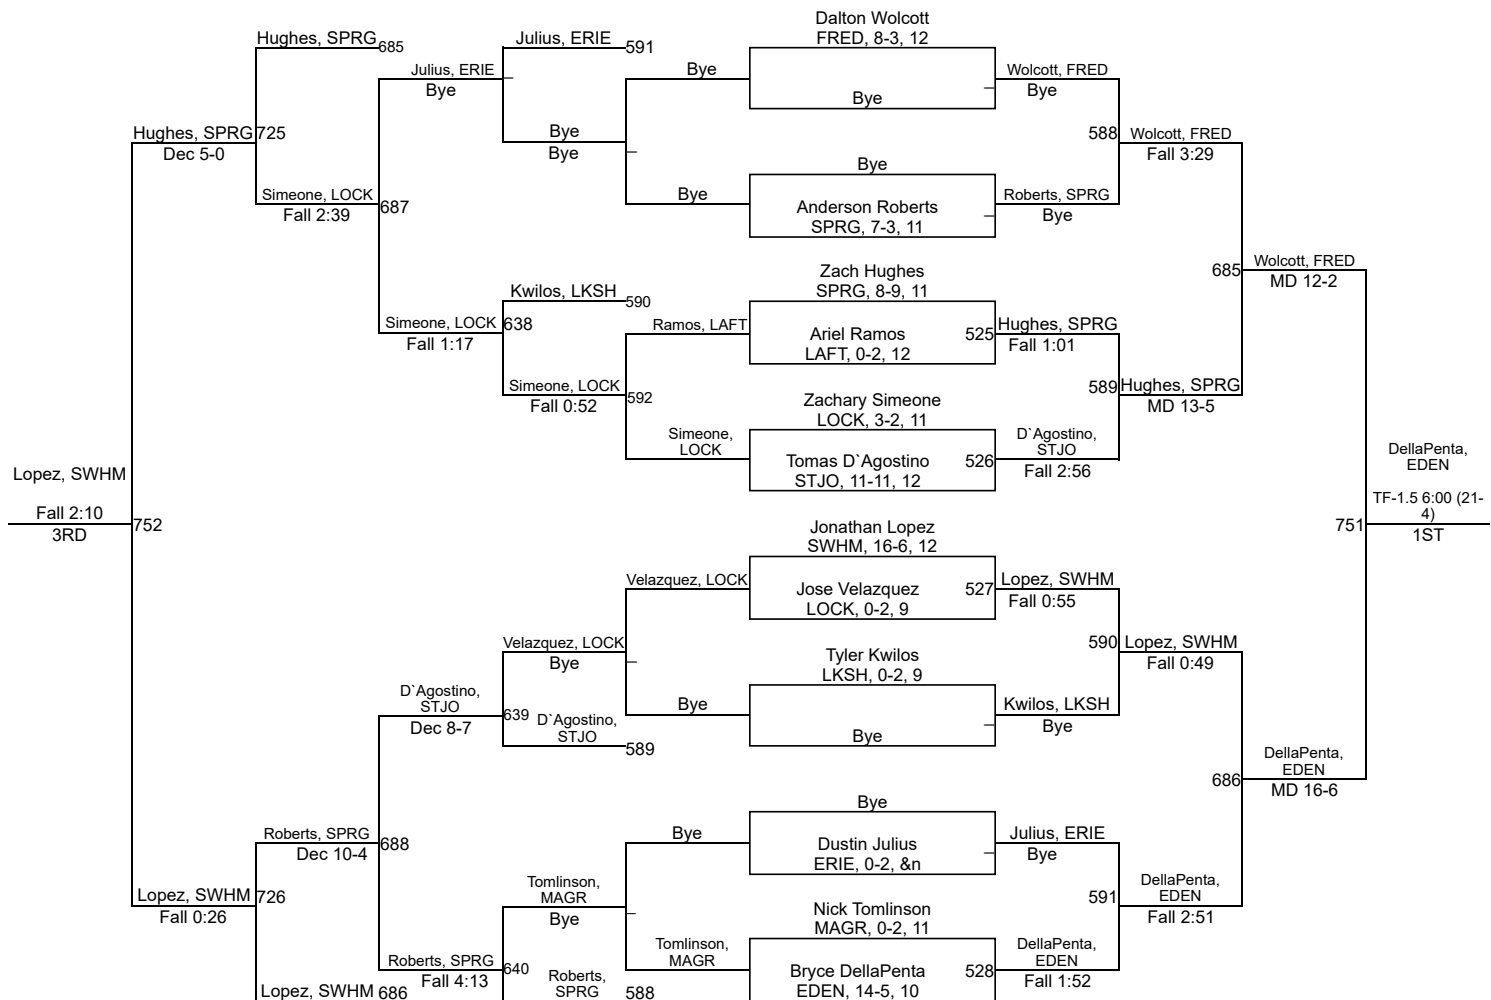 Dalton Wolcott
FRED, 8-3, 12
Hughes, SPRG
685
Julius, ERIE
591
Julius, ERIE
Bye
Bye
Wolcott, FRED
Bye
Bye
Bye
Bye
Hughes, SPRG
725
Dec 5-0
588
Wolcott, FRED
Fall 3:29
Bye
Simeone, LOCK
Fall 2:39
687
Bye
Anderson Roberts
SPRG, 7-3, 11
Roberts, SPRG
Bye
Zach Hughes
SPRG, 8-9, 11
685
Wolcott, FRED
MD 12-2
Kwilos, LKSH
590
Simeone, LOCK
638
Fall 1:17
Ramos, LAFT
Ariel Ramos
LAFT, 0-2, 12
525
Hughes, SPRG
Fall 1:01
Simeone, LOCK
Fall 0:52
592
Zachary Simeone
LOCK, 3-2, 11
589
Hughes, SPRG
MD 13-5
Simeone,
LOCK
Tomas D`Agostino
STJO, 11-11, 12
526
D`Agostino,
STJO
Fall 2:56
Lopez, SWHM
Fall 2:10
3RD
752
DellaPenta,
EDEN
TF-1.5 6:00 (21-
4)
751
1ST
Jonathan Lopez
SWHM, 16-6, 12
Velazquez, LOCK
Jose Velazquez
LOCK, 0-2, 9
527
Lopez, SWHM
Fall 0:55
Velazquez, LOCK
Bye
Tyler Kwilos
LKSH, 0-2, 9
590
Lopez, SWHM
Fall 0:49
D`Agostino,
STJO
Dec 8-7
639
D`Agostino,
STJO
589
Bye
Bye
Kwilos, LKSH
Bye
686
DellaPenta,
EDEN
MD 16-6
Bye
Roberts, SPRG
Dec 10-4
688
Bye
Dustin Julius
ERIE, 0-2, &n
Julius, ERIE
Bye
Lopez, SWHM
726
Fall 0:26
Tomlinson,
MAGR
Bye
Nick Tomlinson
MAGR, 0-2, 11
591
DellaPenta,
EDEN
Fall 2:51
Roberts, SPRG
Fall 4:13
640
Tomlinson,
MAGR
Bryce DellaPenta
EDEN, 14-5, 10
528
DellaPenta,
EDEN
Fall 1:52
Lopez, SWHM
686
Roberts,
SPRG
588